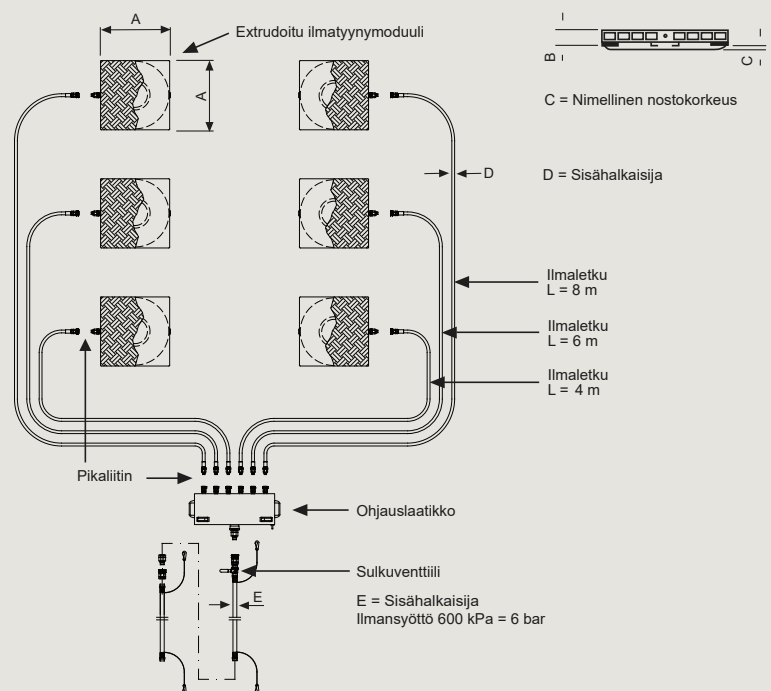 A
Extrudoitu ilmatyynymoduuli
A
B
C
C = Nimellinen nostokorkeus
D
D = Sisähalkaisija
Ilmaletku
L = 8 m
Ilmaletku
L = 6 m
Ilmaletku
L = 4 m
Pikaliitin
Ohjauslaatikko
Sulkuventtiili
E
E = Sisähalkaisija
Ilmansyöttö 600 kPa = 6 bar